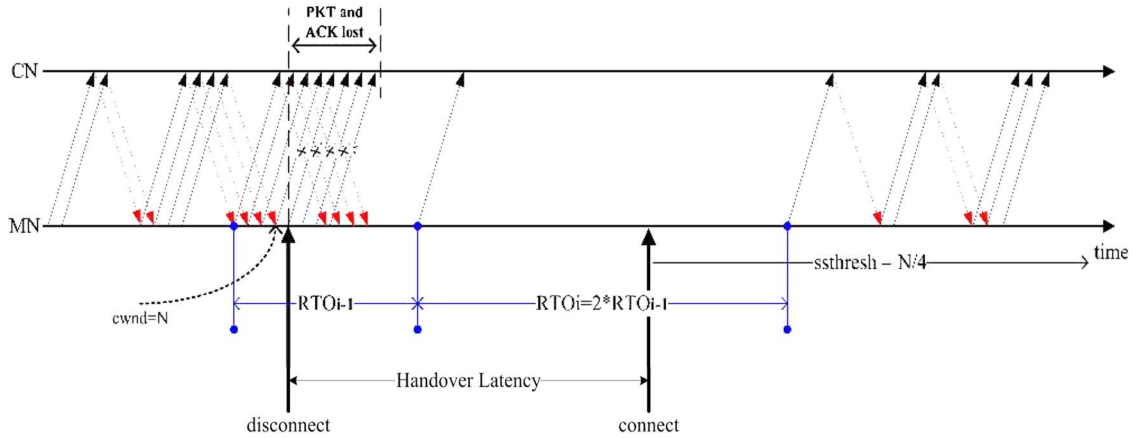 PKT and
ACK lost
CN
MN
time
ssthresh – N/4
cwnd=N
RTOi-1
RTOi=2*RTOi-1
Handover Latency
disconnect
connect